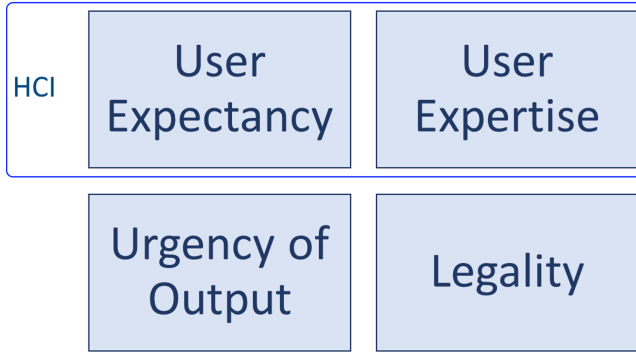 HCI
User
Expectancy
User
Expertise
Urgency of
Output
Legality